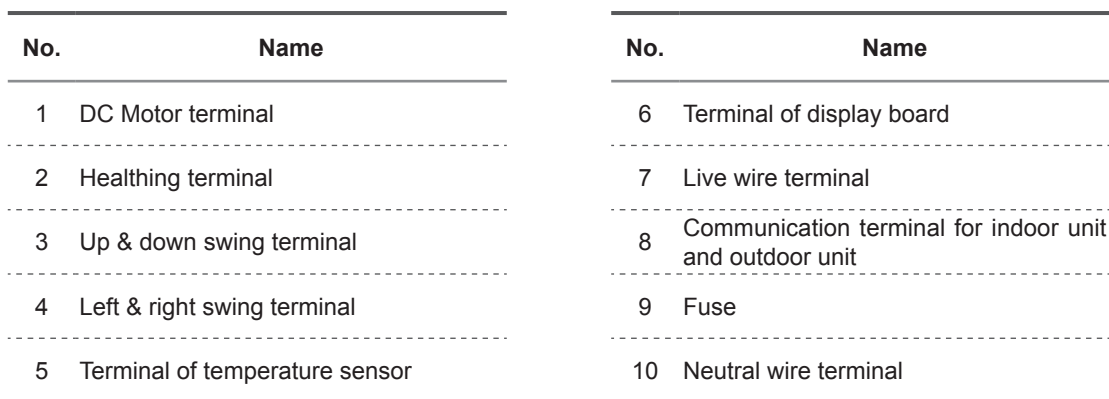 No. Name
1 DC Motor terminal
2 Healthing terminal
3 Up & down swing terminal
4 Left & right swing terminal
5 Terminal of temperature sensor
No. Name
6 Terminal of display board
7 Live wire terminal
8 Communication terminal for indoor unit
and outdoor unit
9 Fuse
10 Neutral wire terminal